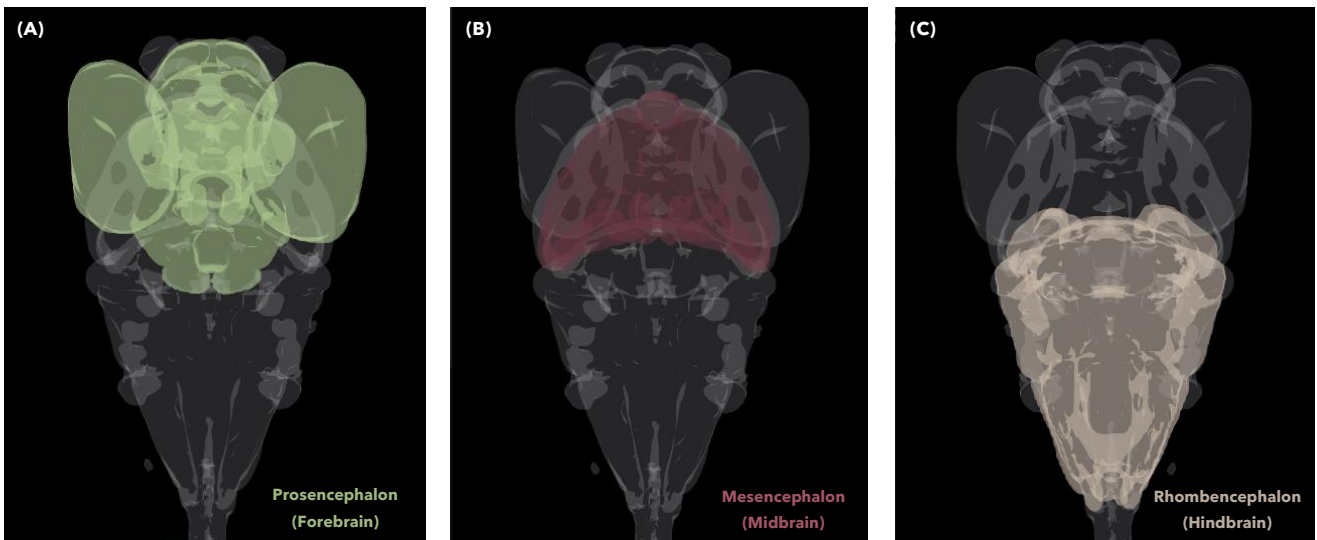 (A)
Prosencephalon
(Forebrain)
(B)
Mesencephalon
(Midbrain)
(C)
Rhombencephalon
(Hindbrain)